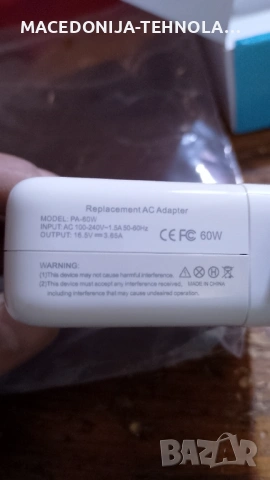 MACEDONIJA-TEHNOLA...
Replacement AC Adapter
MODEL: PA-60W
INPUT: AC 100-240V~1.5A 50-60Hz
OUTPUT: 16.5V 3.65A
CE FC 60W
WARNING:
(1)This device may not cause harmful interference.
(2)This device must accept any interference received,
including interference that may cause undesired operation.
MADE IN CHINA
BAZAR